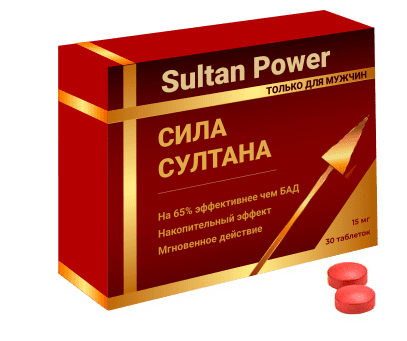 Sultan Power
ТОЛЬКО ДЛЯ МУЖЧИН
СИЛА
СУЛТАНА
На 65% эффективнее чем БАД
Накопительный эффект
Мгновенное действие
15 мг
30 таблеток